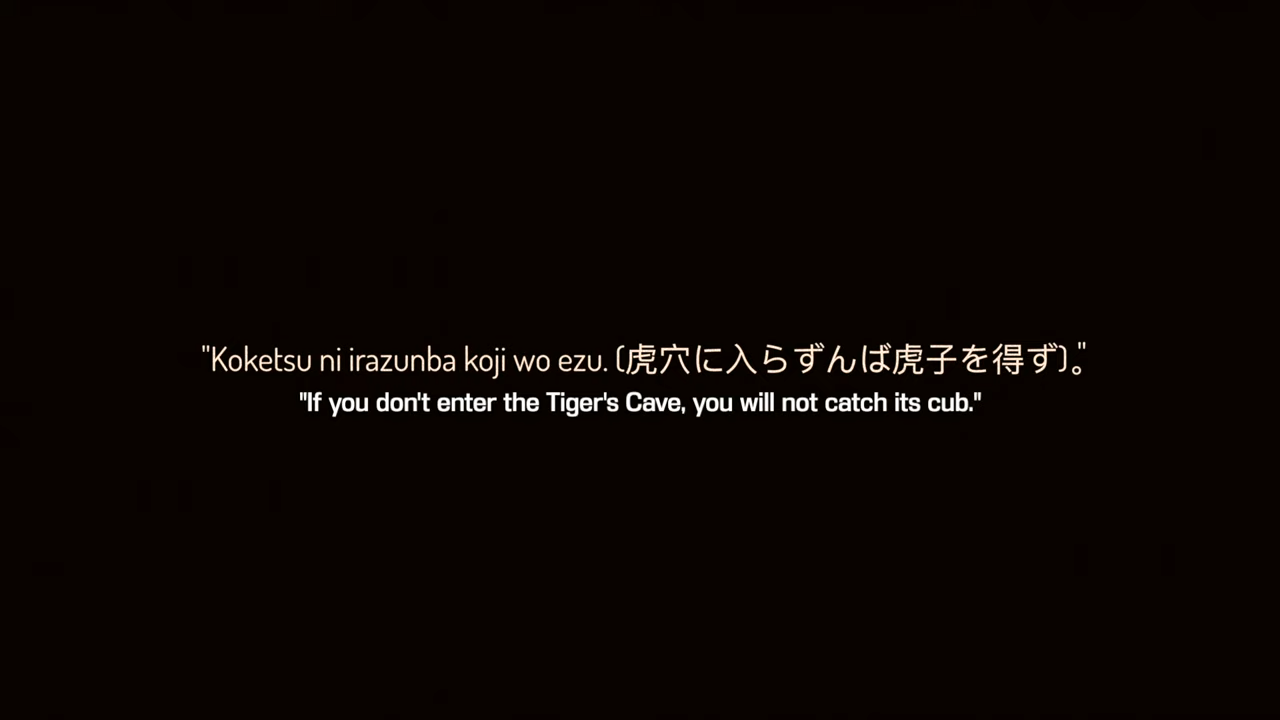 "Koketsu ni irazunba koji wo ezu. (虎穴に入らずんば虎子を得ず)。"
"If you don't enter the Tiger's Cave, you will not catch its cub."